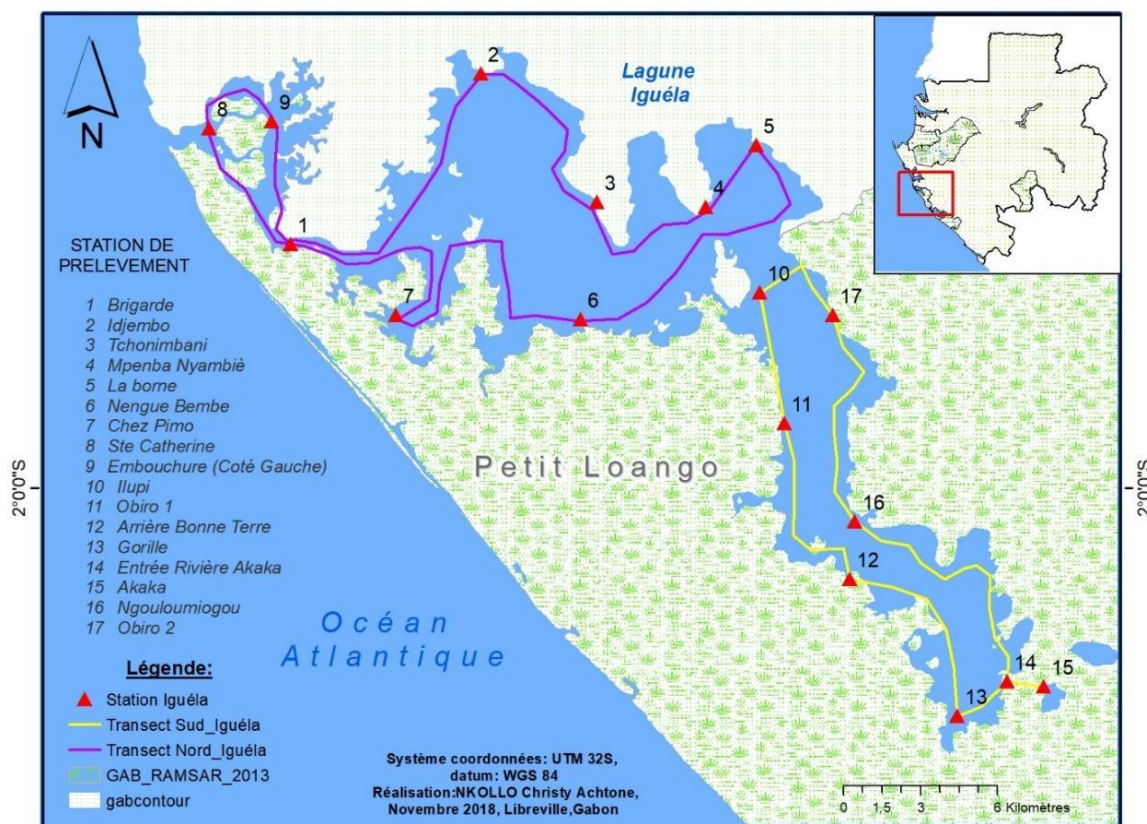 N
Lagune
Iguéla
1
2
3
4
5
6
7
8
9
10
11
12
13
14
15
16
17
STATION DE
PRELEVEMENT
1 Brigarde
2 Idjembo
3 Tchonimbani
4 Mpenba Nyambiè
5 La borne
6 Nengue Bembe
7 Chez Pimo
8 Ste Catherine
9 Embouchure (Coté Gauche)
10 Ilupi
11 Obiro 1
12 Arrière Bonne Terre
13 Gorille
14 Entrée Rivière Akaka
15 Akaka
16 Ngouloumiogou
17 Obiro 2
Petit Loango
2°0'0"S
2°0'0"S
Océan
Atlantique
Légende:
Station Iguéla
Transect Sud_Iguéla
Transect Nord_Iguéla
GAB_RAMSAR_2013
gabcontour
Système coordonnées: UTM 32S,
datum: WGS 84
Réalisation:NKOLLO Christy Achtone,
Novembre 2018, Libreville,Gabon
0 1,5 3 6 Kilomètres